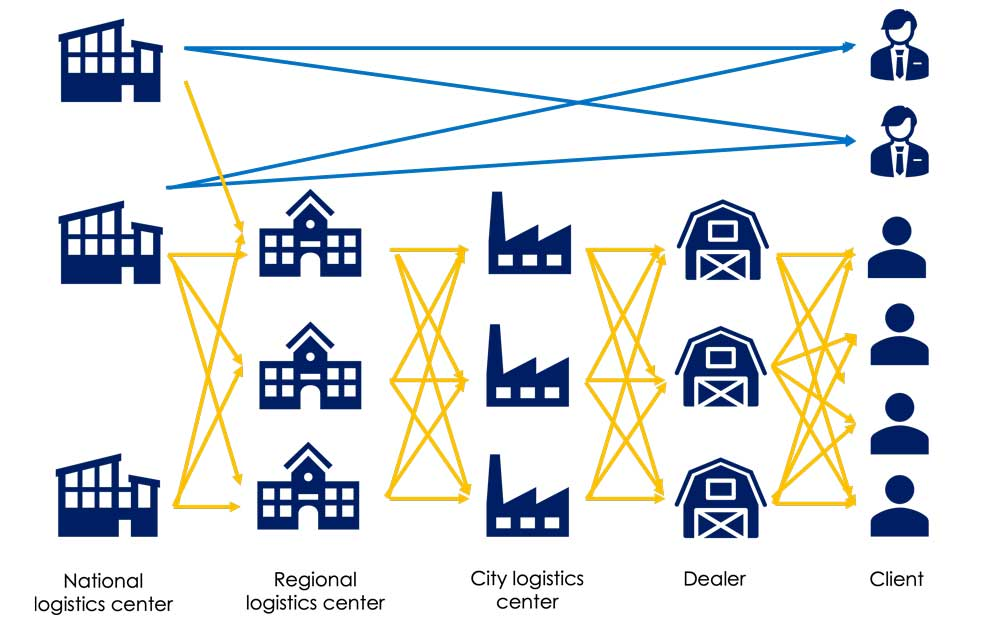 National
logistics center
Regional
logistics center
City logistics
center
Dealer
Client